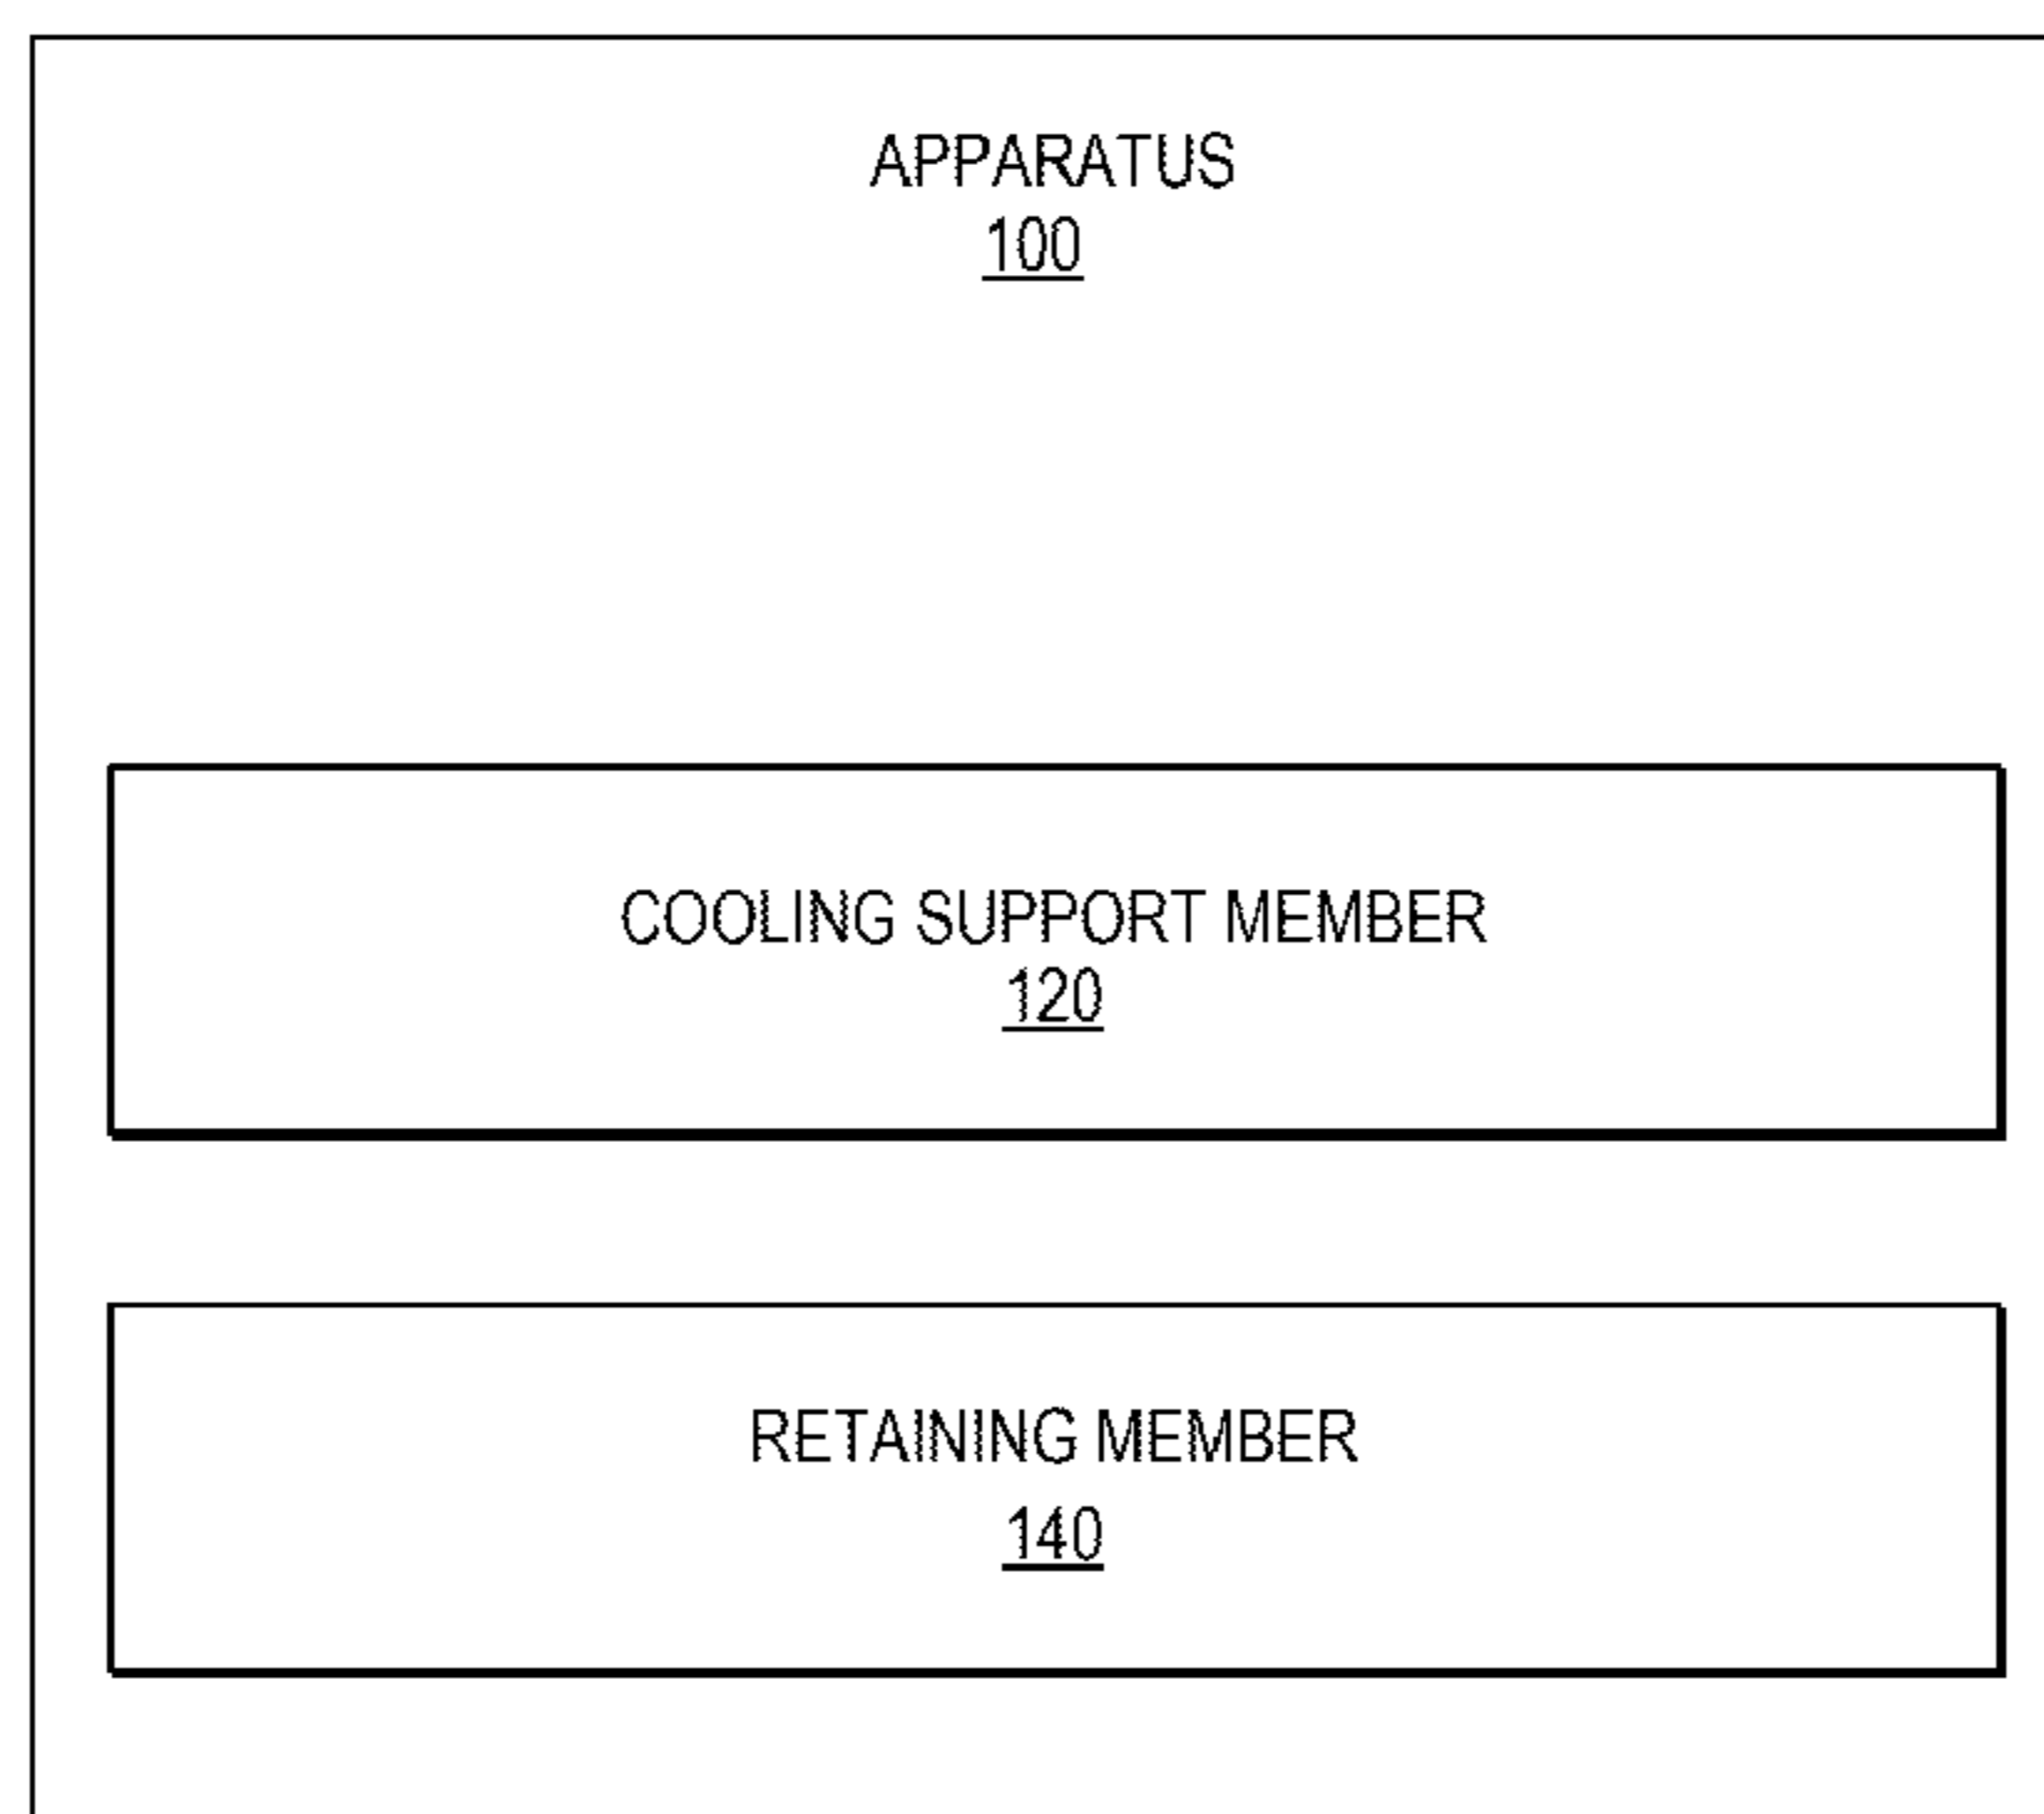 APPARATUS
100
COOLING SUPPORT MEMBER
120
RETAINING MEMBER
140